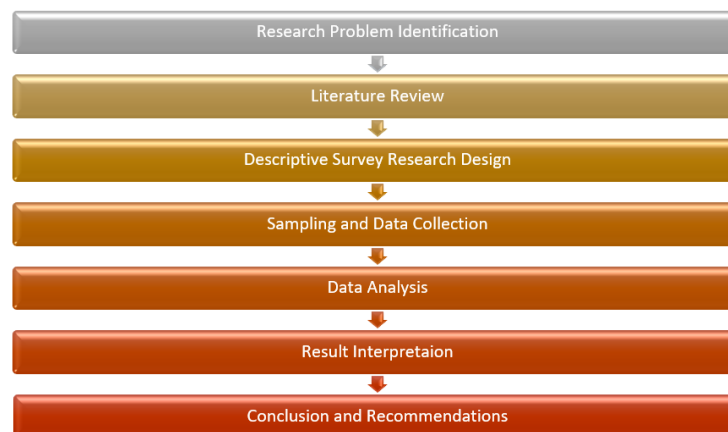 Research Problem Identification
Literature Review
Descriptive Survey Research Design
Sampling and Data Collection
Data Analysis
Result Interpretaion
Conclusion and Recommendations